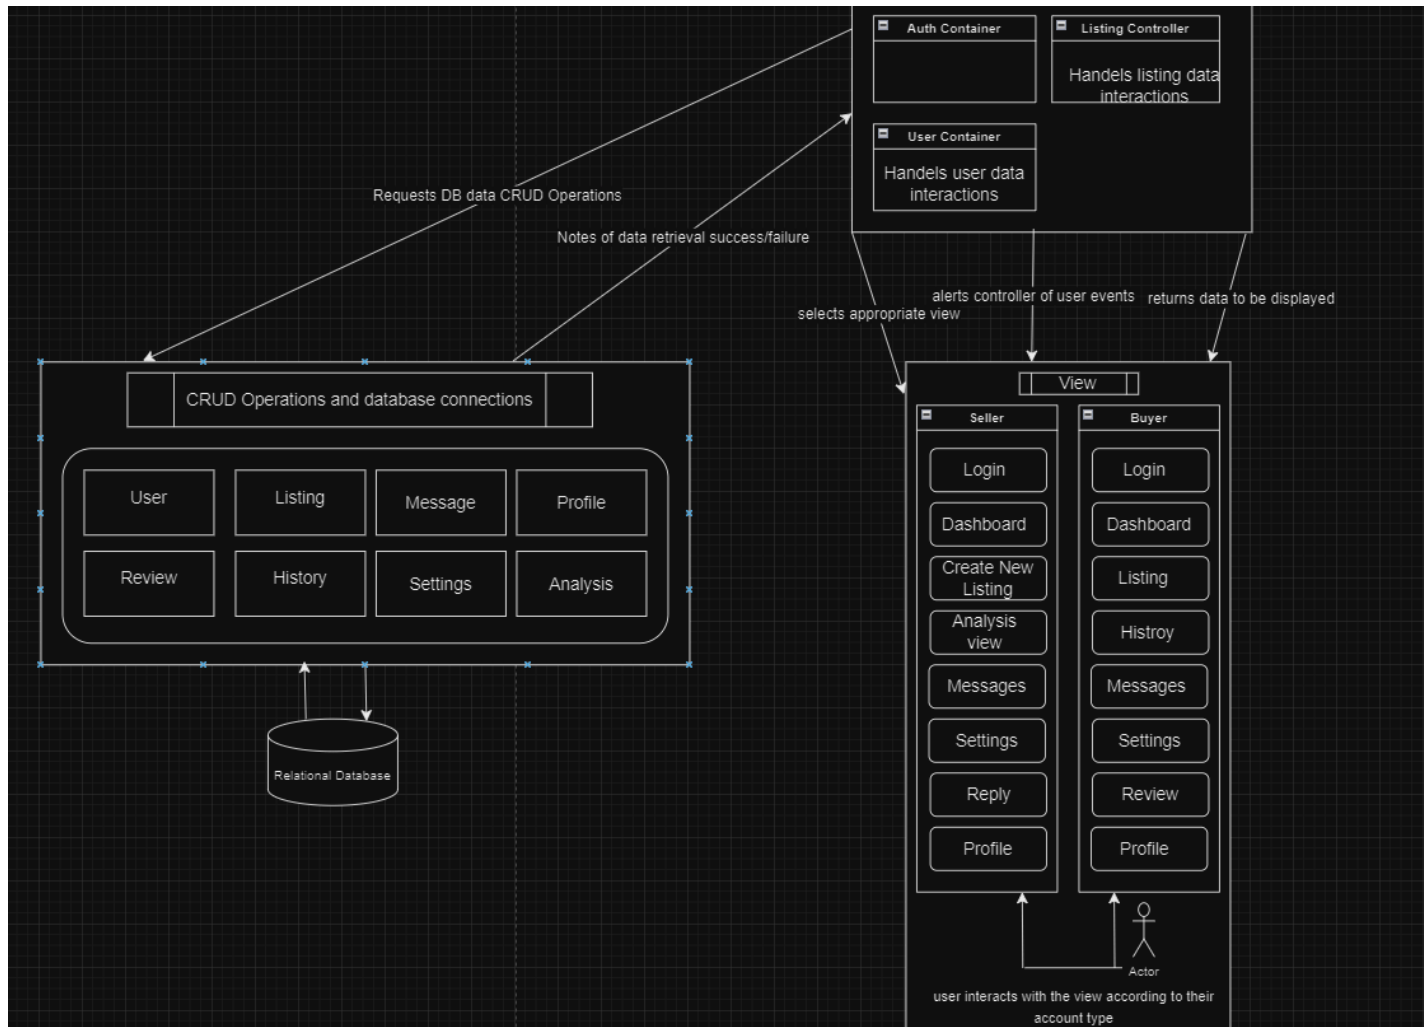 Auth Container
Listing Controller
Handels listing data
interactions
User Container
Handels user data
interactions
Requests DB data CRUD Operations
Notes of data retrieval success/failure
selects appropriate view
alerts controller of user events
returns data to be displayed
CRUD Operations and database connections
User
Listing
Message
Profile
Review
History
Settings
Analysis
Relational Database
View
Seller
Login
Dashboard
Create New
Listing
Analysis
view
Messages
Settings
Reply
Profile
Buyer
Login
Dashboard
Listing
Histroy
Messages
Settings
Review
Profile
Actor
user interacts with the view according to their
account type